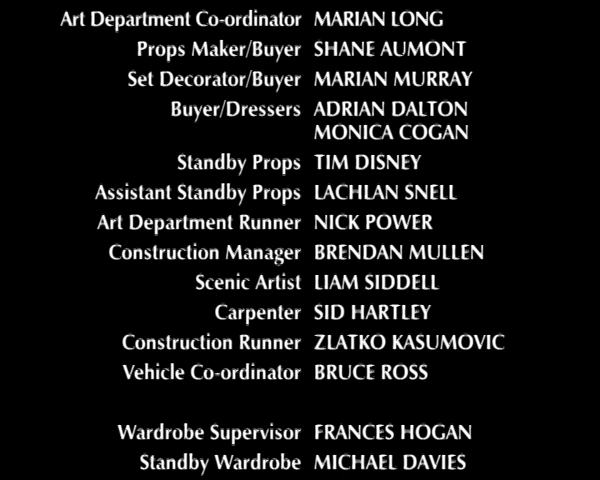 Art Department Co-ordinator MARIAN LONG
Props Maker/Buyer SHANE AUMONT
Set Decorator/Buyer MARIAN MURRAY
Buyer/Dressers ADRIAN DALTON
MONICA COGAN
Standby Props TIM DISNEY
Assistant Standby Props LACHLAN SNELL
Art Department Runner NICK POWER
Construction Manager BRENDAN MULLEN
Scenic Artist LIAM SIDDELL
Carpenter SID HARTLEY
Construction Runner ZLATKO KASUMOVIC
Vehicle Co-ordinator BRUCE ROSS
Wardrobe Supervisor FRANCES HOGAN
Standby Wardrobe MICHAEL DAVIES